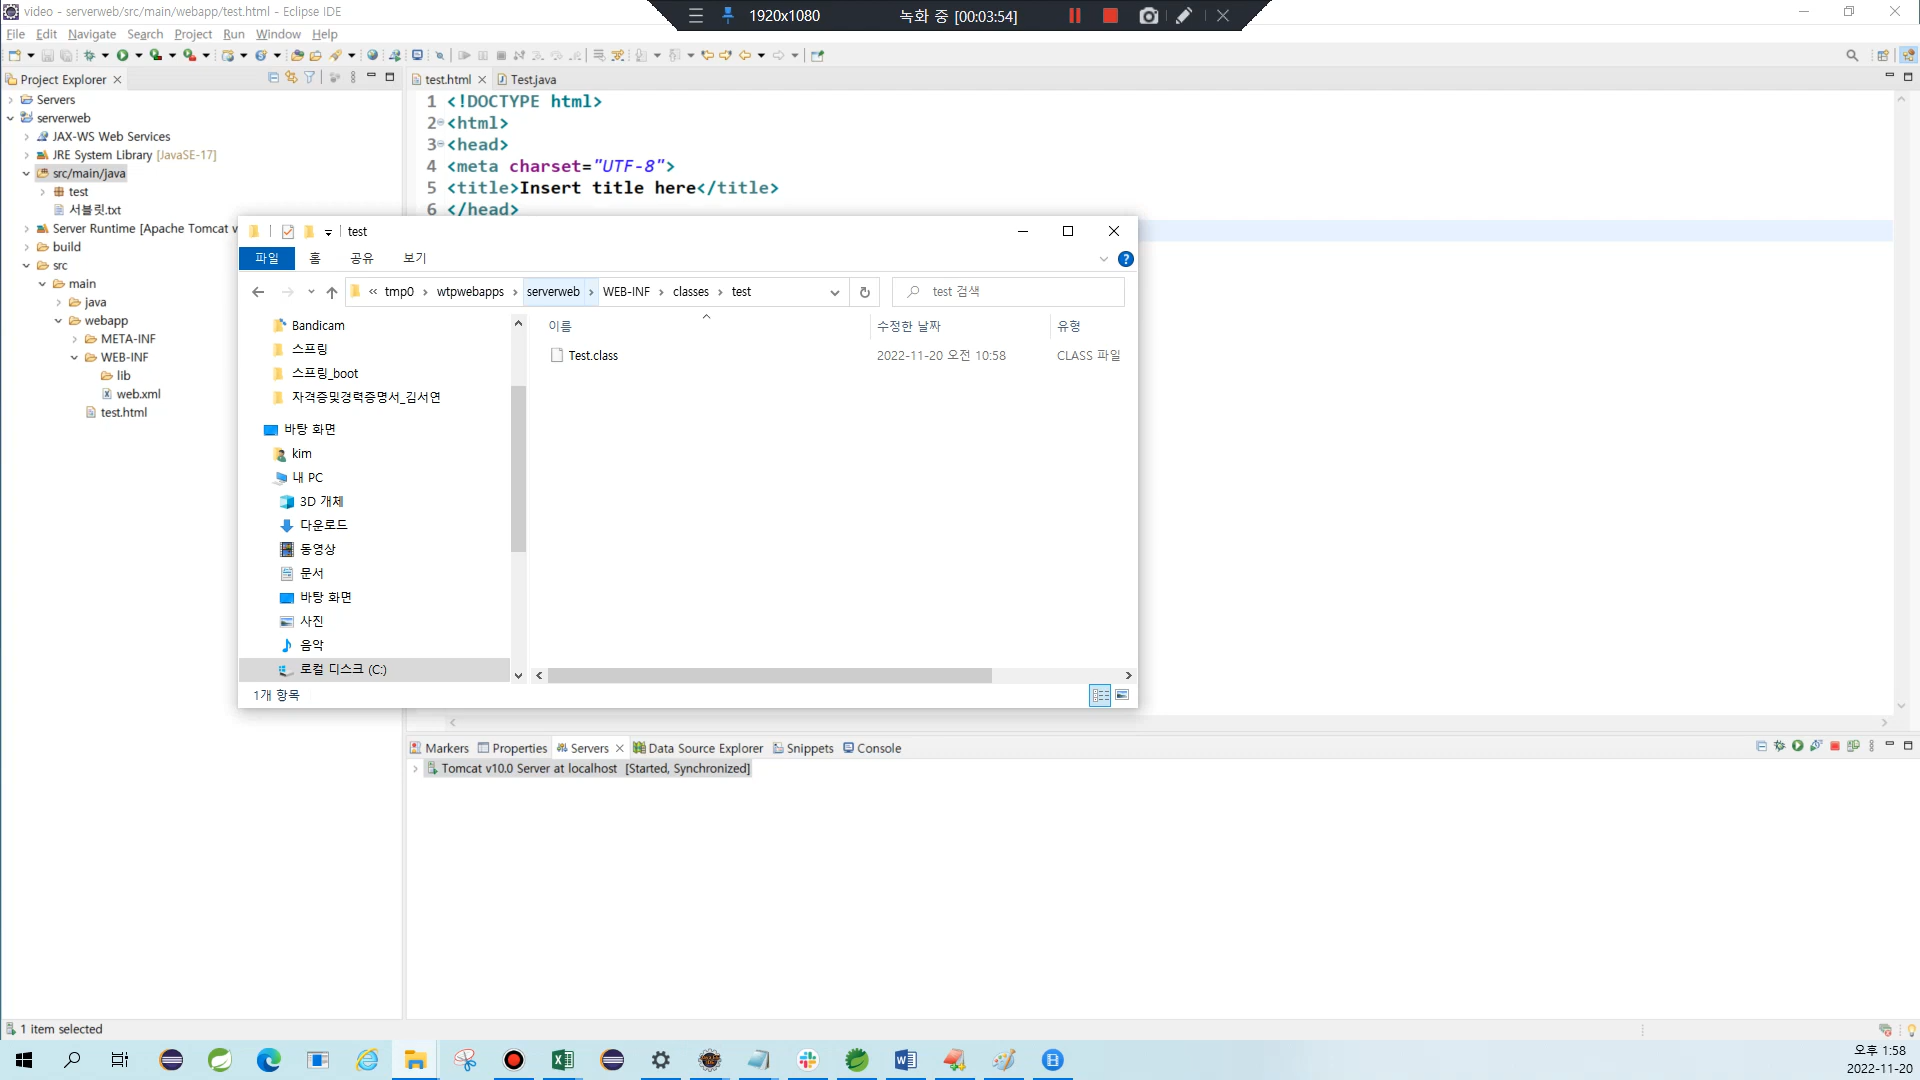 video - serverweb/src/main/webapp/test.html - Eclipse IDE
1920x1080
녹화 중 [00:03:54]
File Edit Navigate Search Project Run Window Help
Project Explorer
Servers
serverweb
JAX-WS Web Services
JRE System Library [JavaSE-17]
src/main/java
test
서블릿.txt
Server Runtime [Apache Tomcat v
build
src
main
java
webapp
META-INF
WEB-INF
lib
web.xml
test.html
test.html
Test.java
1 <!DOCTYPE html>
2 <html>
3 <head>
4 <meta charset="UTF-8">
5 <title>Insert title here</title>
6 </head>
test
파일 홈 공유 보기
« tmp0 › wtpwebapps › serverweb › WEB-INF › classes › test
test 검색
Bandicam
스프링
스프링_boot
자격증및경력증명서_김서연
바탕 화면
kim
내 PC
3D 개체
다운로드
동영상
문서
바탕 화면
사진
음악
로컬 디스크 (C:)
이름 수정한 날짜 유형
Test.class 2022-11-20 오전 10:58 CLASS 파일
1개 항목
Markers Properties Servers Data Source Explorer Snippets Console
Tomcat v10.0 Server at localhost [Started, Synchronized]
1 item selected
오후 1:58
2022-11-20